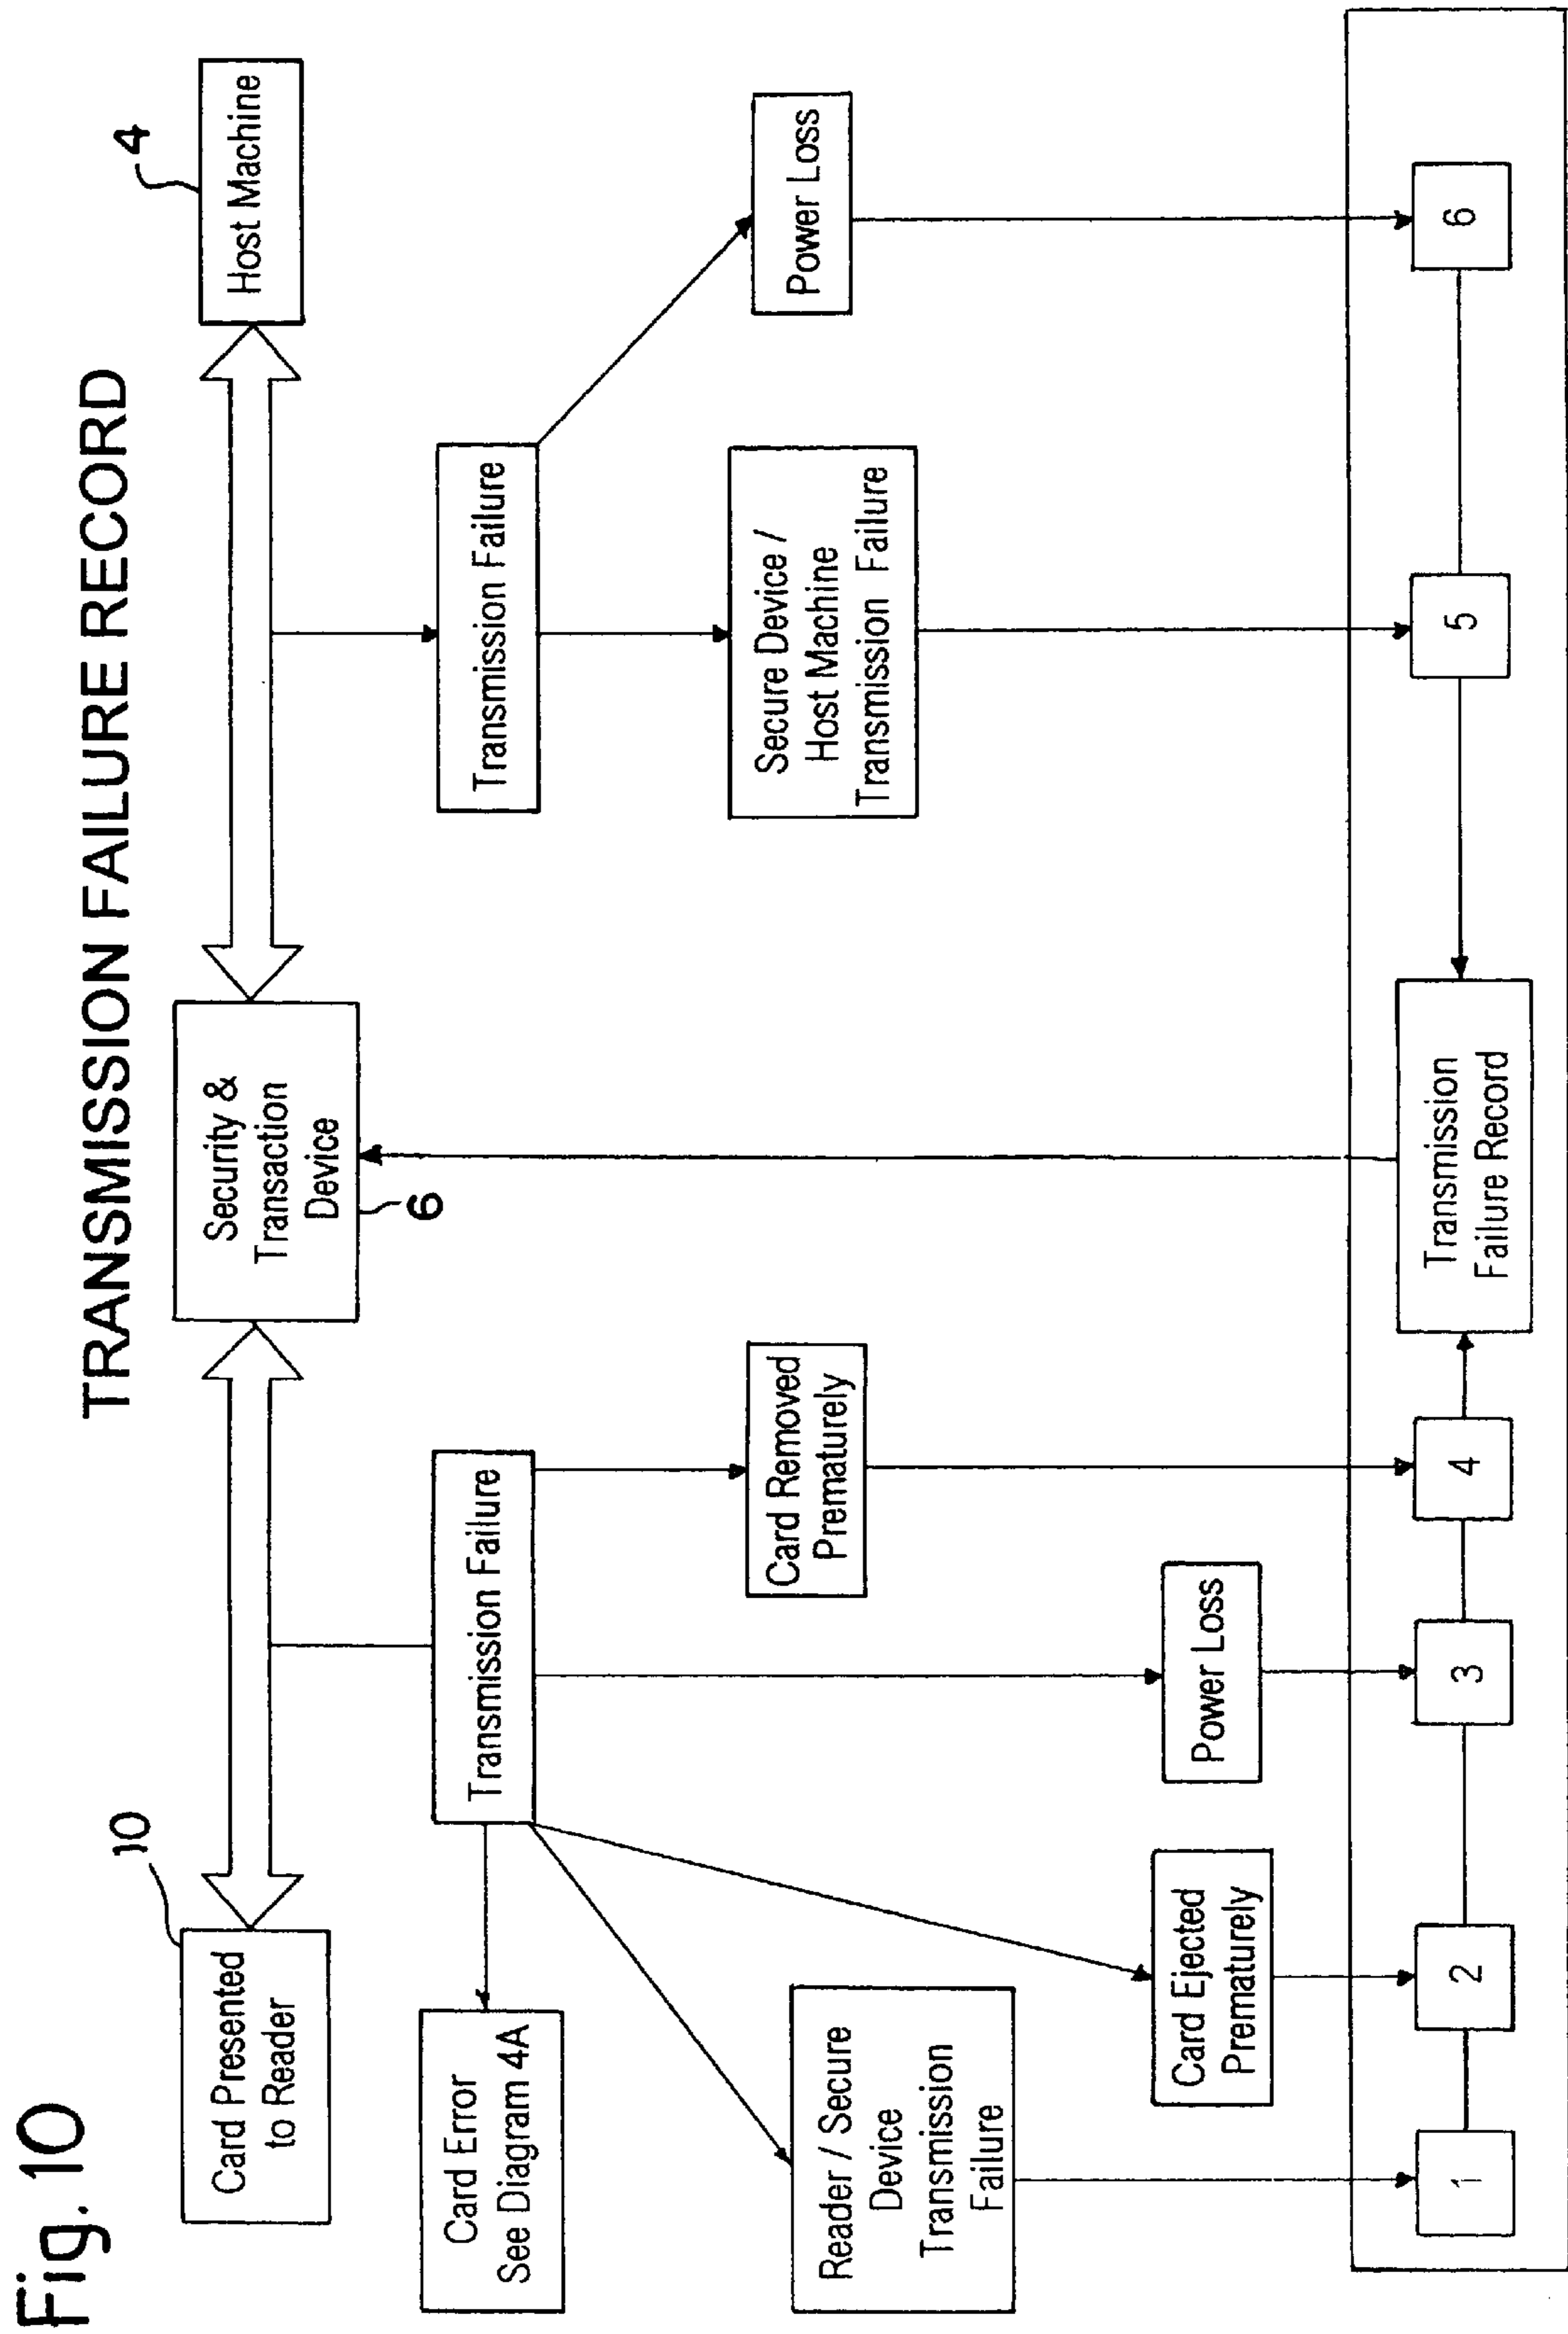 Fig. 10
TRANSMISSION FAILURE RECORD
10
Card Presented
to Reader
Security &
Transaction
Device
6
4
Host Machine
Transmission Failure
Transmission Failure
Card Error
See Diagram 4A
Reader / Secure
Device
Transmission
Failure
Card Ejected
Prematurely
Power Loss
Card Removed
Prematurely
Secure Device /
Host Machine
Transmission Failure
Power Loss
1
2
3
4
Transmission
Failure Record
5
6